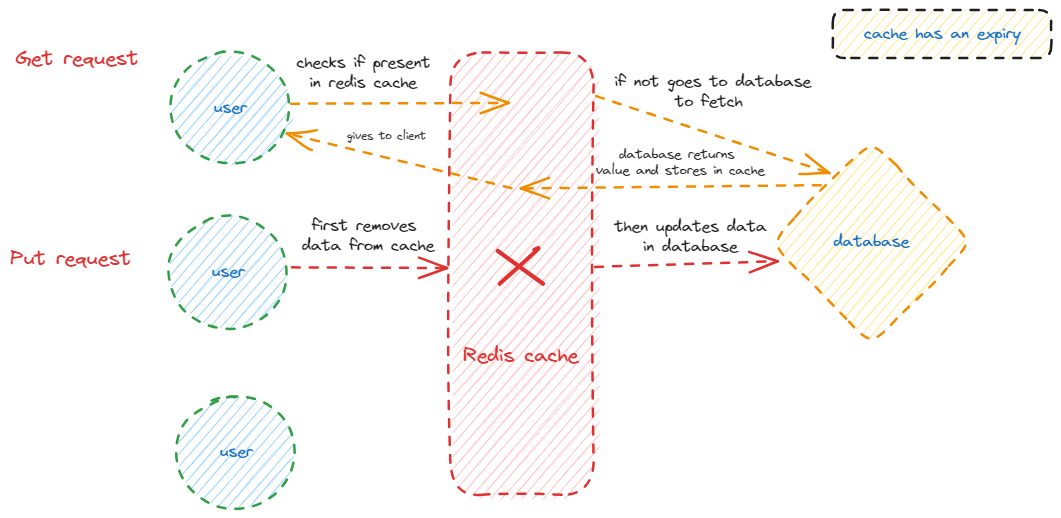 cache has an expiry
Get request
user
checks if present
in redis cache
if not goes to database
to fetch
gives to client
database returns
value and stores in cache
Put request
user
first removes
data from cache
then updates data
in database
database
Redis cache
user